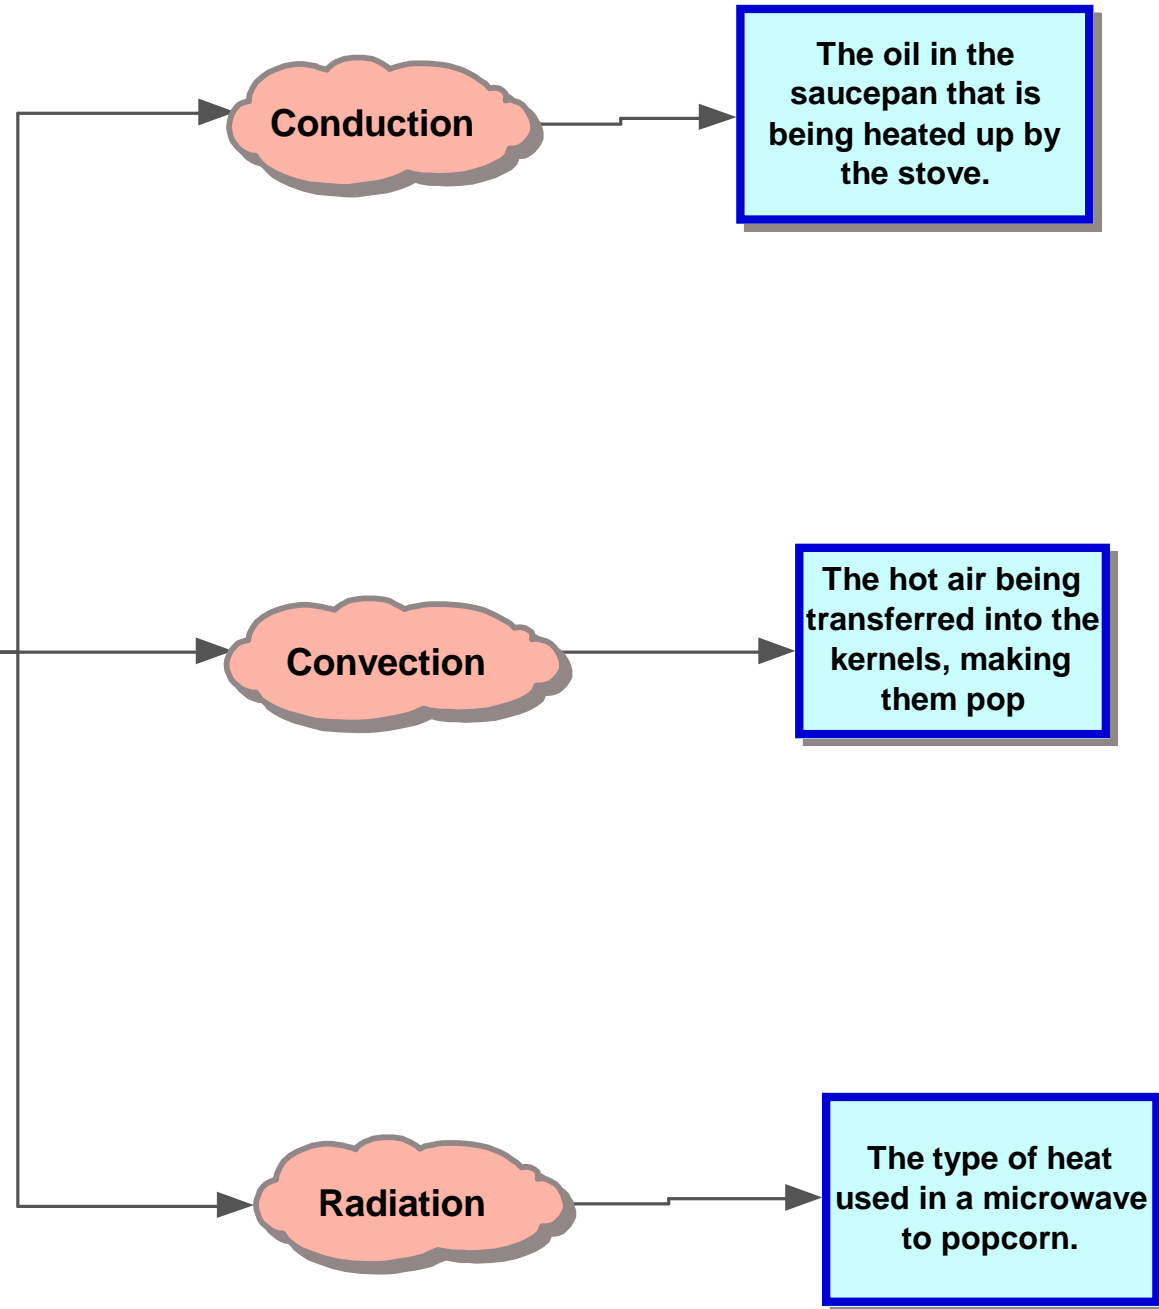 Conduction
The oil in the
saucepan that is
being heated up by
the stove.
Convection
The hot air being
transferred into the
kernels, making
them pop
Radiation
The type of heat
used in a microwave
to popcorn.